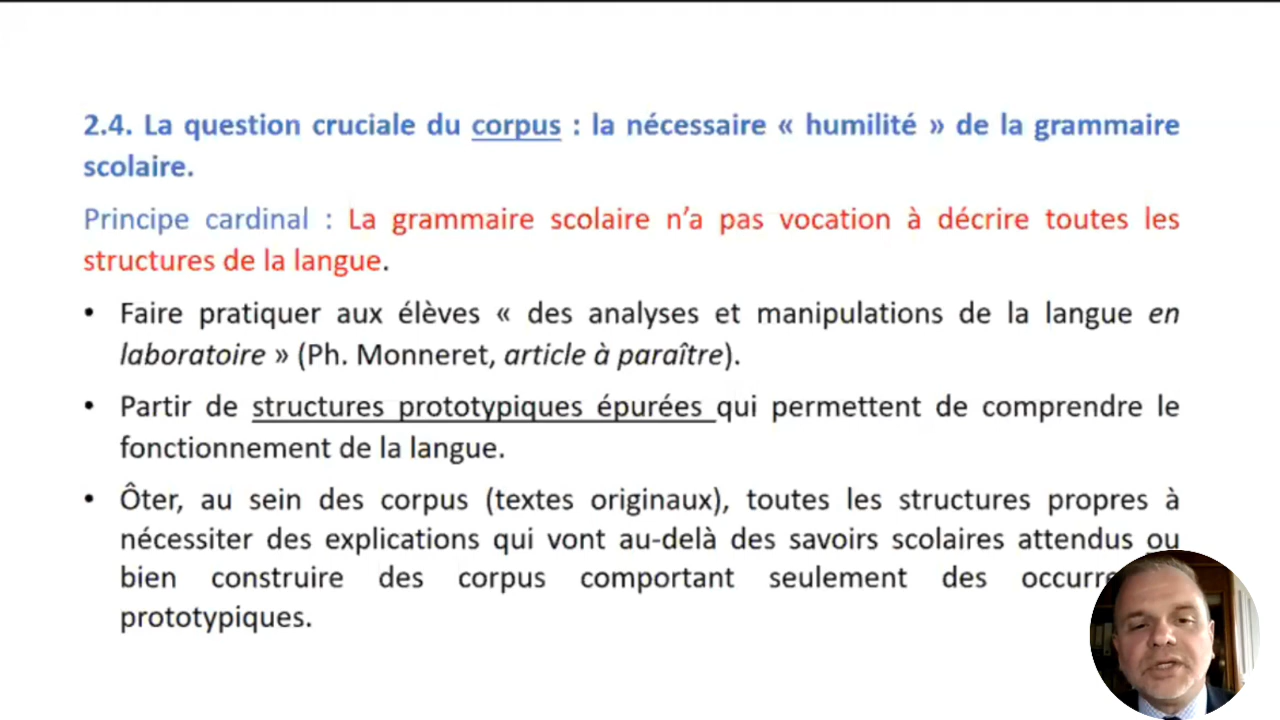 2.4. La question cruciale du corpus : la nécessaire « humilité » de la grammaire
scolaire.
Principe cardinal : La grammaire scolaire n’a pas vocation à décrire toutes les
structures de la langue.
• Faire pratiquer aux élèves « des analyses et manipulations de la langue en
laboratoire » (Ph. Monneret, article à paraître).
• Partir de structures prototypiques épurées qui permettent de comprendre le
fonctionnement de la langue.
• Ôter, au sein des corpus (textes originaux), toutes les structures propres à
nécessiter des explications qui vont au-delà des savoirs scolaires attendus ou
bien construire des corpus comportant seulement des
prototypiques.